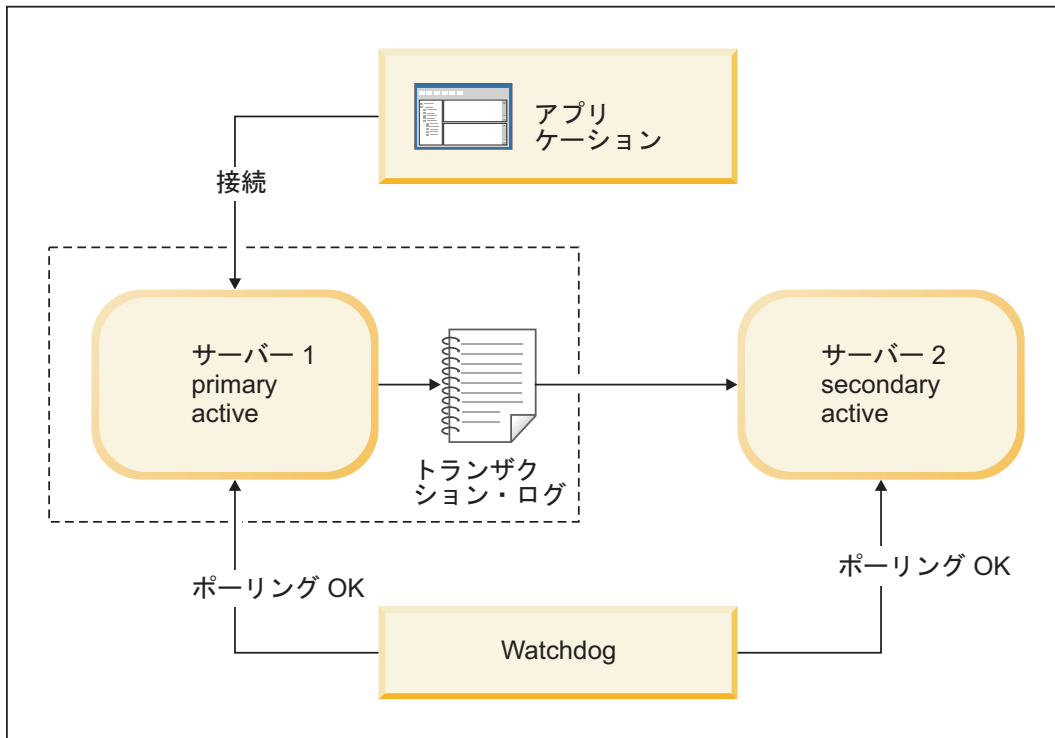 アプリ
ケーション
接続
サーバー 1
primary
active
サーバー 2
secondary
active
トランザク
ション・ログ
ポーリング OK
ポーリング OK
Watchdog